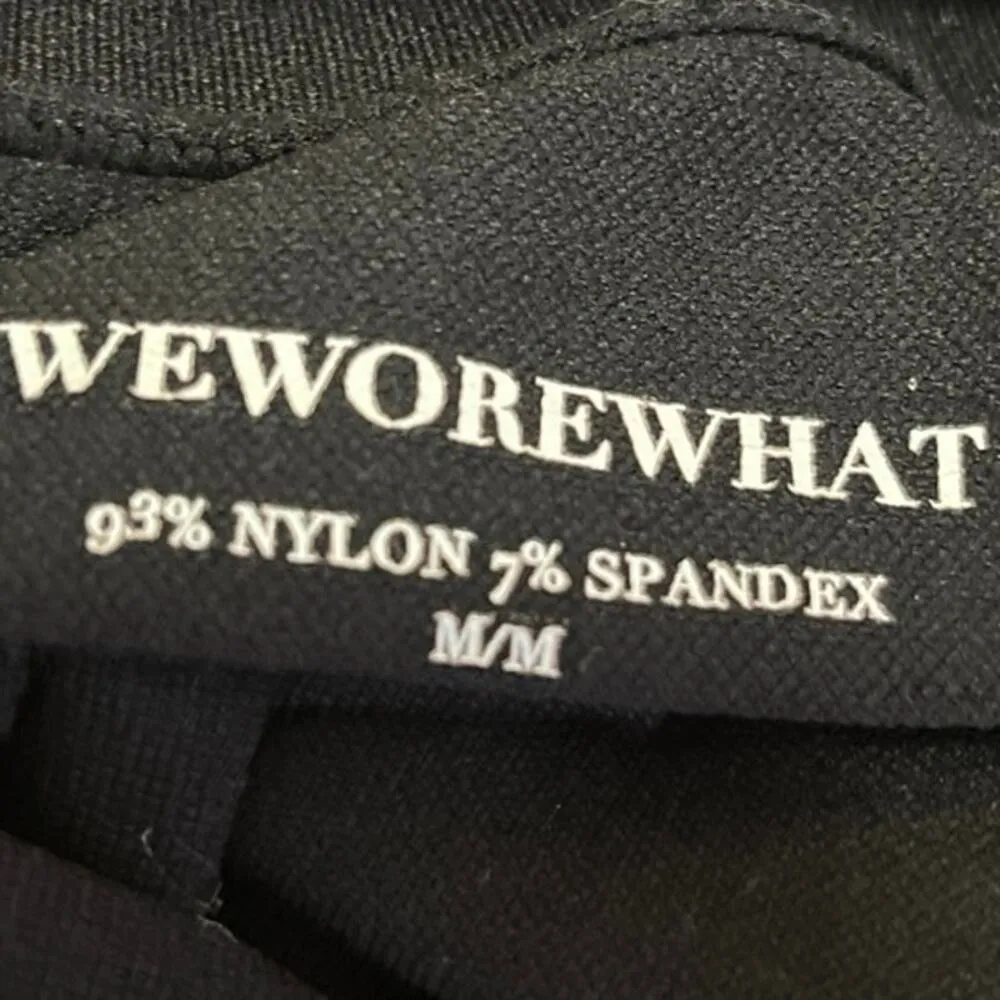 WEWOREWHAT
93% NYLON 7% SPANDEX
M/M